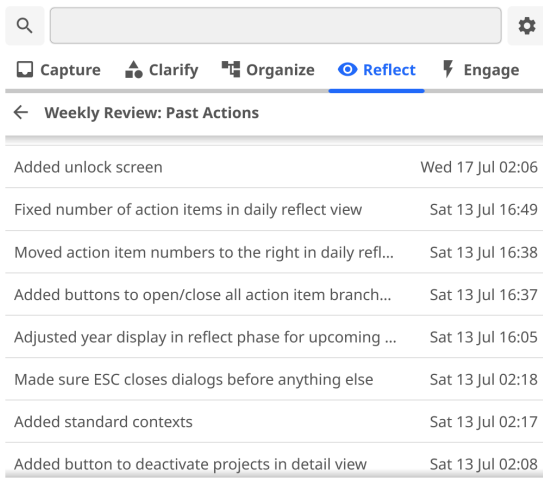 Capture Clarify Organize Reflect Engage
Weekly Review: Past Actions
Added unlock screen Wed 17 Jul 02:06
Fixed number of action items in daily reflect view Sat 13 Jul 16:49
Moved action item numbers to the right in daily refl... Sat 13 Jul 16:38
Added buttons to open/close all action item branch... Sat 13 Jul 16:37
Adjusted year display in reflect phase for upcoming ... Sat 13 Jul 16:05
Made sure ESC closes dialogs before anything else Sat 13 Jul 02:18
Added standard contexts Sat 13 Jul 02:17
Added button to deactivate projects in detail view Sat 13 Jul 02:08